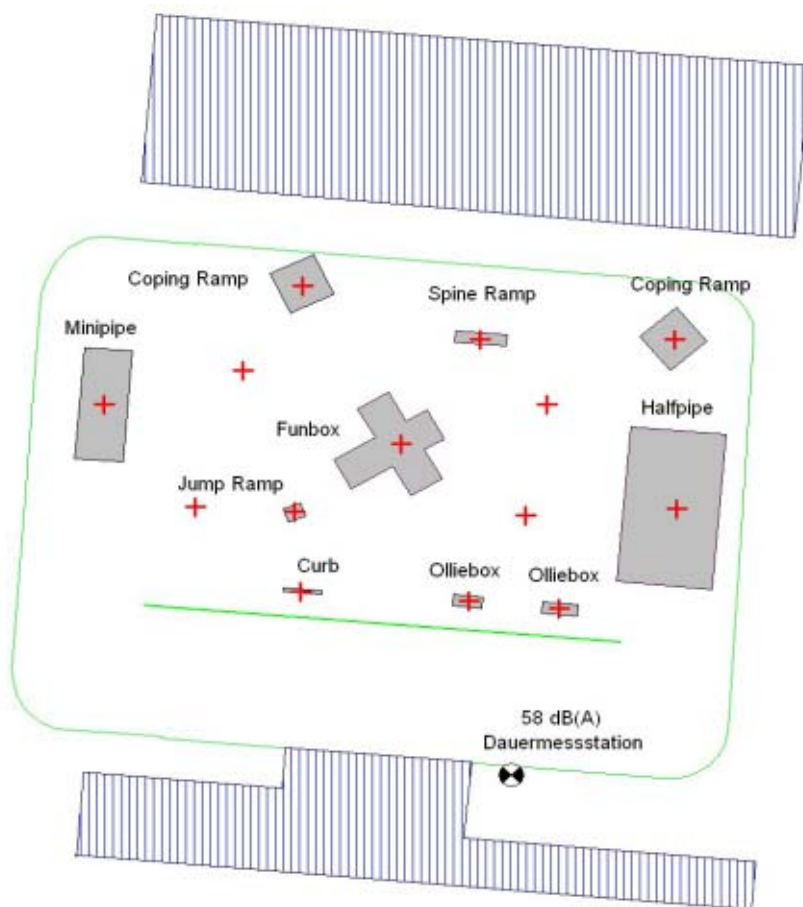 Coping Ramp
Spine Ramp
Coping Ramp
Minipipe
Halfpipe
Funbox
Jump Ramp
Curb
Olliebox
Olliebox
58 dB(A)
Dauermessstation